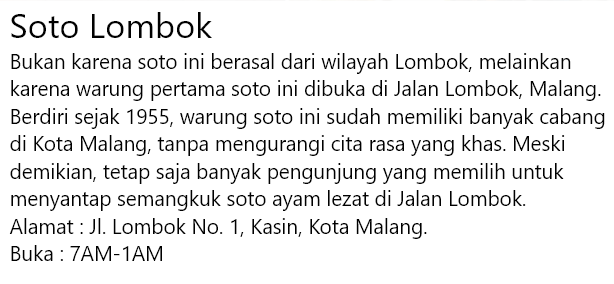 Soto Lombok
Bukan karena soto ini berasal dari wilayah Lombok, melainkan
karena warung pertama soto ini dibuka di Jalan Lombok, Malang.
Berdiri sejak 1955, warung soto ini sudah memiliki banyak cabang
di Kota Malang, tanpa mengurangi cita rasa yang khas. Meski
demikian, tetap saja banyak pengunjung yang memilih untuk
menyantap semangkuk soto ayam lezat di Jalan Lombok.
Alamat : Jl. Lombok No. 1, Kasin, Kota Malang.
Buka : 7AM-1AM